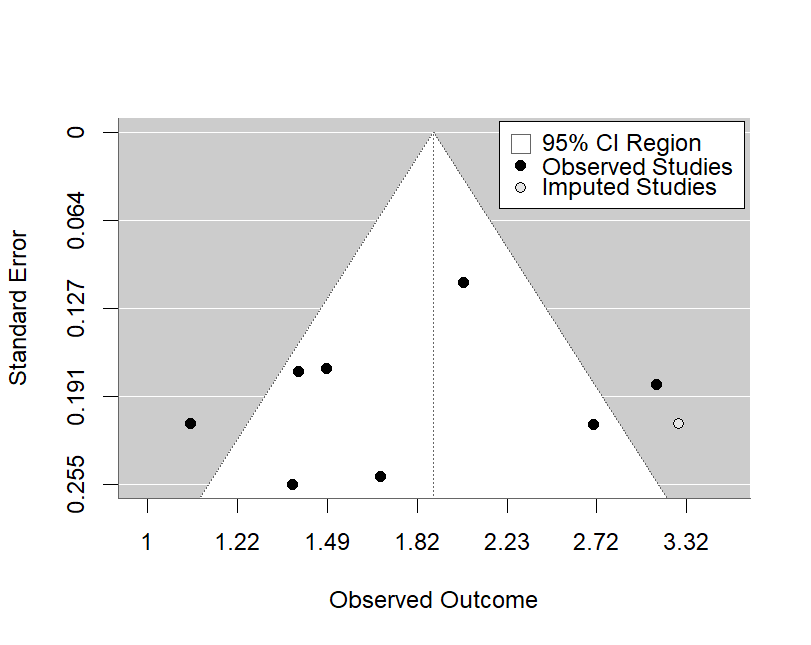 95% CI Region
Observed Studies
Imputed Studies
Standard Error
0
0.064
0.127
0.191
0.255
1
1.22
1.49
1.82
2.23
2.72
3.32
Observed Outcome